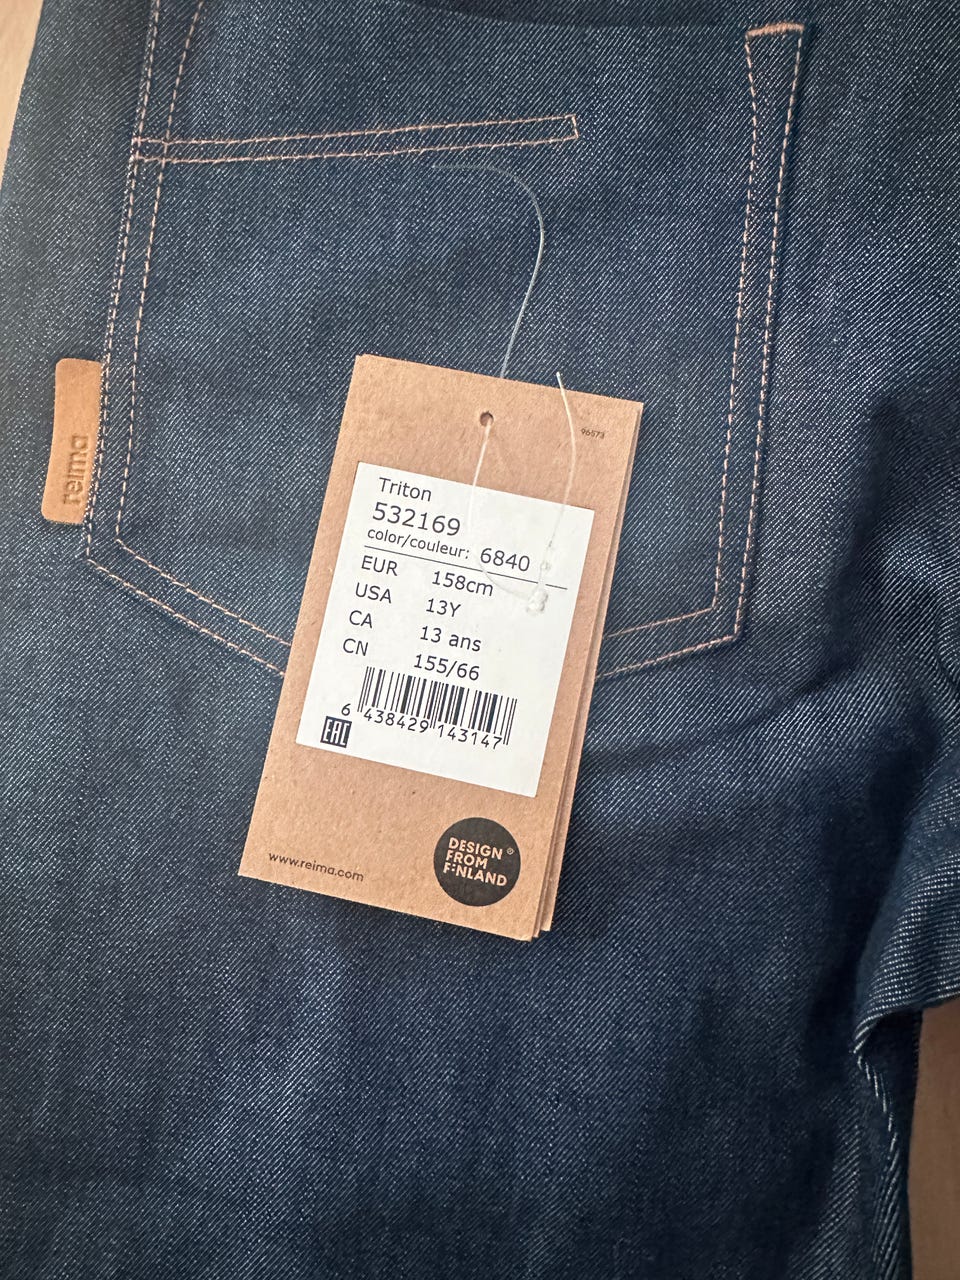 reima
96573
Triton
532169
color/couleur: 6840
EUR 158cm
USA 13Y
CA 13 ans
CN 155/66
6 438429 143147
EAC
www.reima.com
DESIGN ®
FROM
FINLAND